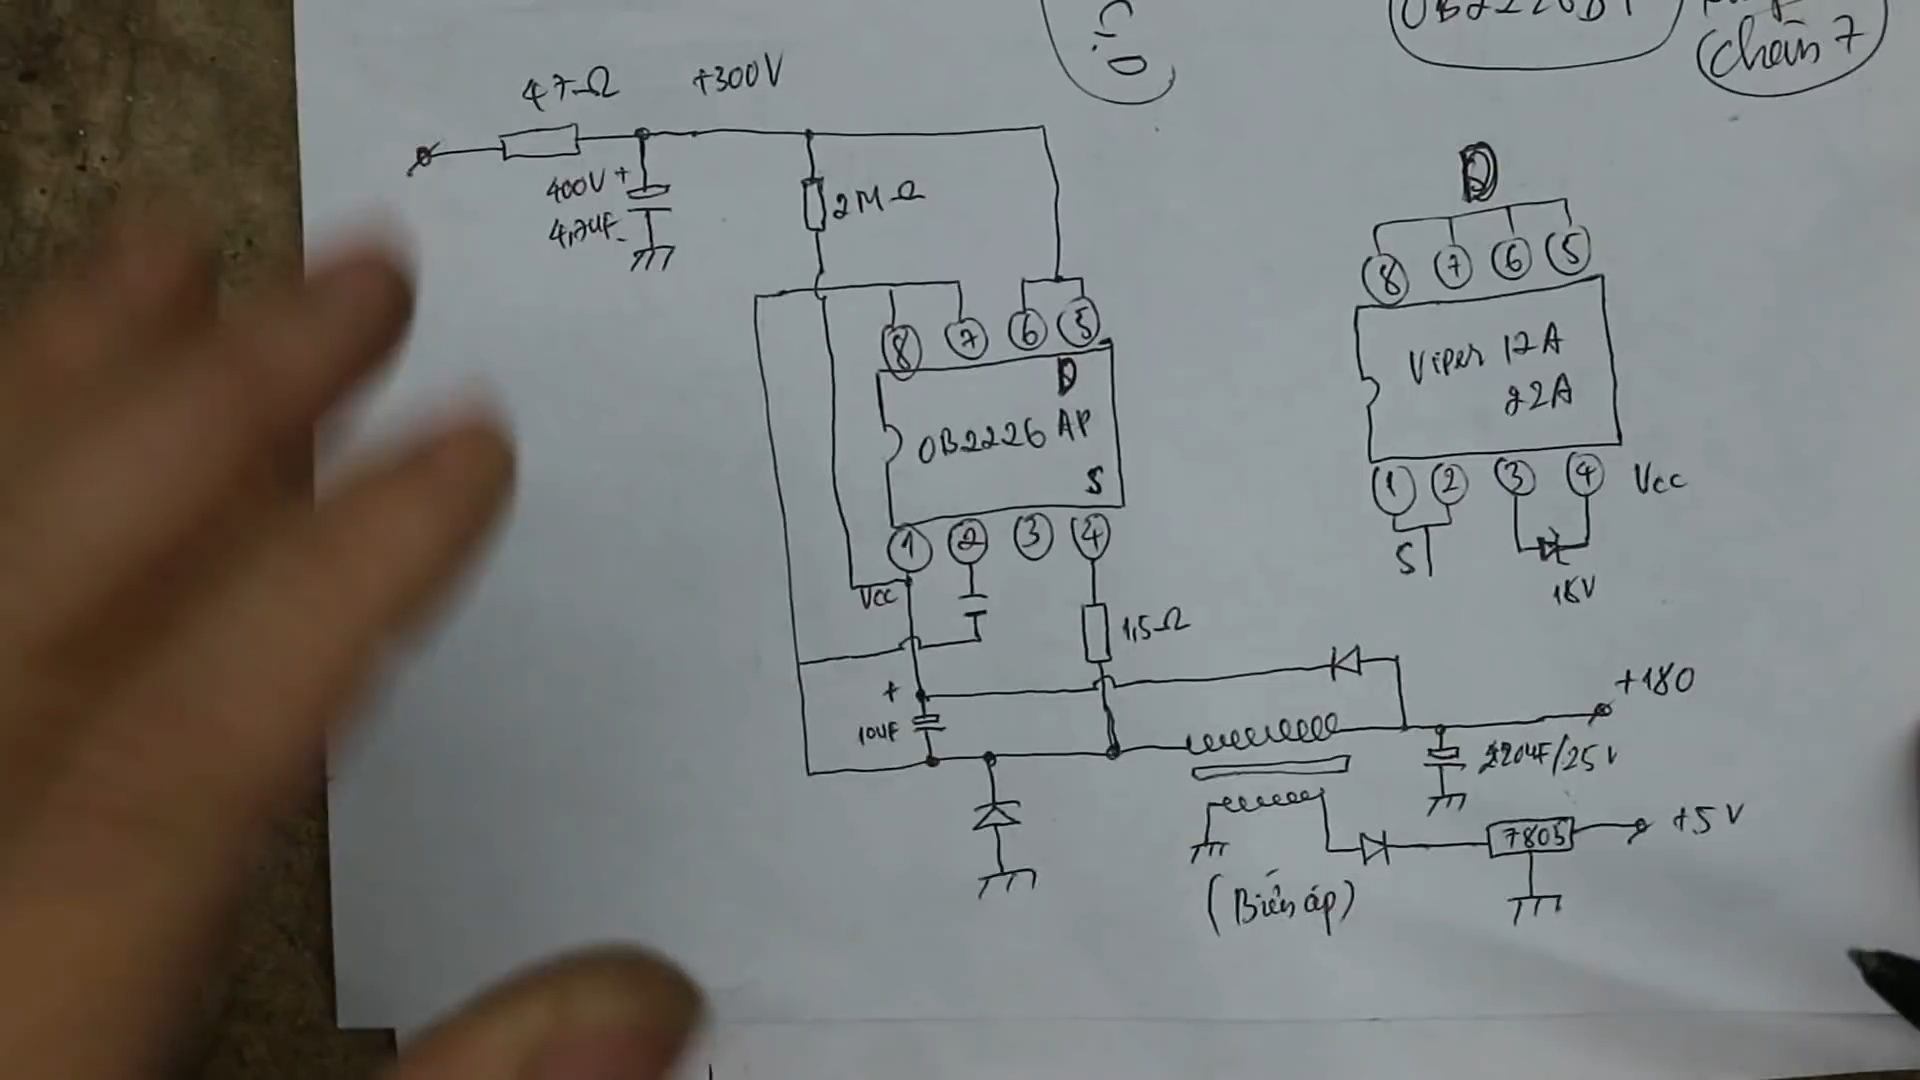 C.D
(chân 7
47Ω +300V
400V +
4,7uF -
2MΩ
8 7 6 5
D
OB2226 AP
S
1 2 3 4
Vcc
1,5Ω
+
10uF
D
8 7 6 5
Viper 12A
22A
1 2 3 4 Vcc
S
+180
220uF/25V
7805 +5V
(Biến áp)